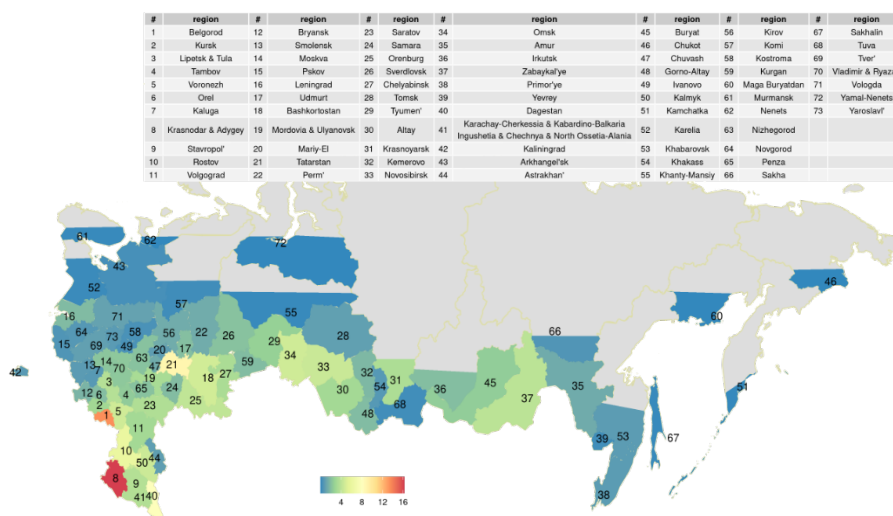 # region # region # region # region # region # region # region
1 Belgorod 12 Bryansk 23 Saratov 34 Omsk 45 Buryat 56 Kirov 67 Sakhalin
2 Kursk 13 Smolensk 24 Samara 35 Amur 46 Chukot 57 Komi 68 Tuva
3 Lipetsk & Tula 14 Moskva 25 Orenburg 36 Irkutsk 47 Chuvash 58 Kostroma 69 Tver'
4 Tambov 15 Pskov 26 Sverdlovsk 37 Zabaykal'ye 48 Gorno-Altay 59 Kurgan 70 Vladimir & Ryaza
5 Voronezh 16 Leningrad 27 Chelyabinsk 38 Primor'ye 49 Ivanovo 60 Maga Buryatdan 71 Vologda
6 Orel 17 Udmurt 28 Tomsk 39 Yevrey 50 Kalmyk 61 Murmansk 72 Yamal-Nenets
7 Kaluga 18 Bashkortostan 29 Tyumen' 40 Dagestan 51 Kamchatka 62 Nenets 73 Yaroslavl'
8 Krasnodar & Adygey 19 Mordovia & Ulyanovsk 30 Altay 41 Karachay-Cherkessia & Kabardino-Balkaria 52 Karelia 63 Nizhegorod
Ingushetia & Chechnya & North Ossetia-Alania
9 Stavropol' 20 Mariy-El 31 Krasnoyarsk 42 Kaliningrad 53 Khabarovsk 64 Novgorod
10 Rostov 21 Tatarstan 32 Kemerovo 43 Arkhangel'sk 54 Khakass 65 Penza
11 Volgograd 22 Perm' 33 Novosibirsk 44 Astrakhan' 55 Khanty-Mansiy 66 Sakha
61 62 72
43
52 46
57 55 60
16 71
64 73 58 56 22 26 28 66
15 69 49 20 17 29 34
42 13 7 14 70 63 47 21 59 33 32 31 51
3 19 18 27 54 36 45 37 35
12 6 4 65 24 30 68
2 5 23 25 48
1
11 39 53 67
10
50 44
8 9 38
41 40
4 8 12 16